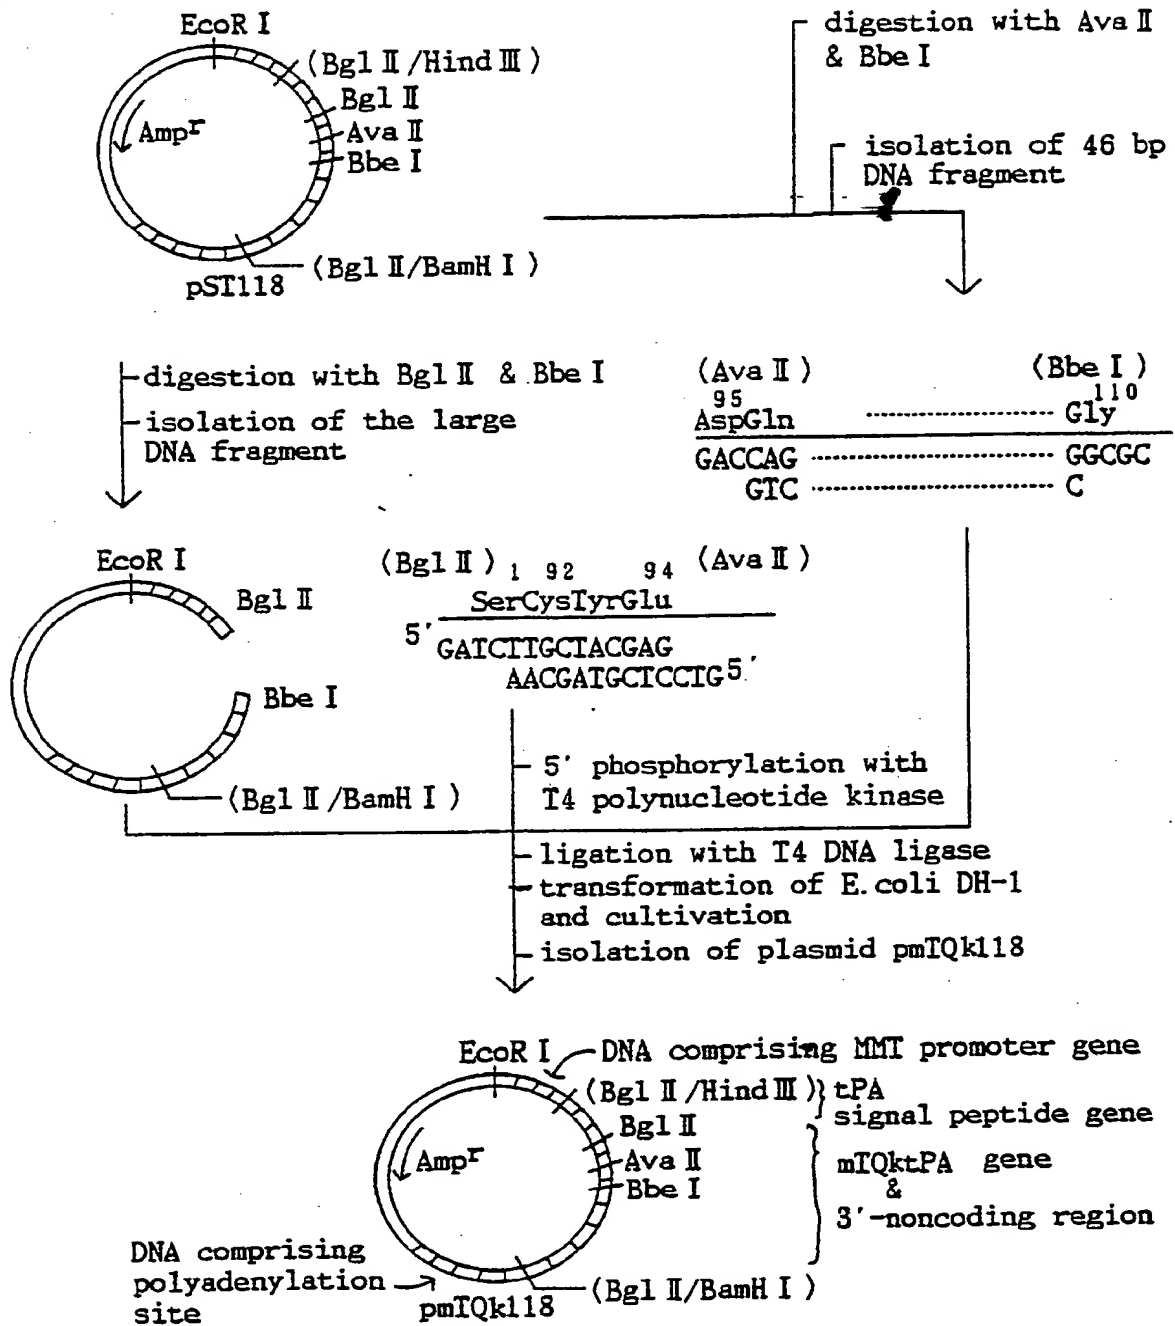 EcoR I
(Bgl II/Hind III)
Bgl II
Ava II
Bbe I
Ampr
(Bgl II/BamH I)
pST118
digestion with Ava II
& Bbe I
isolation of 46 bp
DNA fragment
digestion with Bgl II & Bbe I
isolation of the large
DNA fragment
(Ava II) (Bbe I)
95 110
AspGln ................ Gly
GACCAG ................ GGCGC
GTC ................ C
EcoR I
Bgl II
Bbe I
(Bgl II/BamH I)
(Bgl II) 1 92 94 (Ava II)
SerCysTyrGlu
5' GATCTTGCTACGAG
AACGATGCTCCTG 5'
5' phosphorylation with
T4 polynucleotide kinase
ligation with T4 DNA ligase
transformation of E.coli DH-1
and cultivation
isolation of plasmid pmTQk118
EcoR I DNA comprising MMT promoter gene
(Bgl II/Hind III) } tPA
signal peptide gene
Bgl II
Ava II
Bbe I
Ampr
mTQktPA gene
&
3'-noncoding region
DNA comprising
polyadenylation
site
(Bgl II/BamH I)
pmTQk118